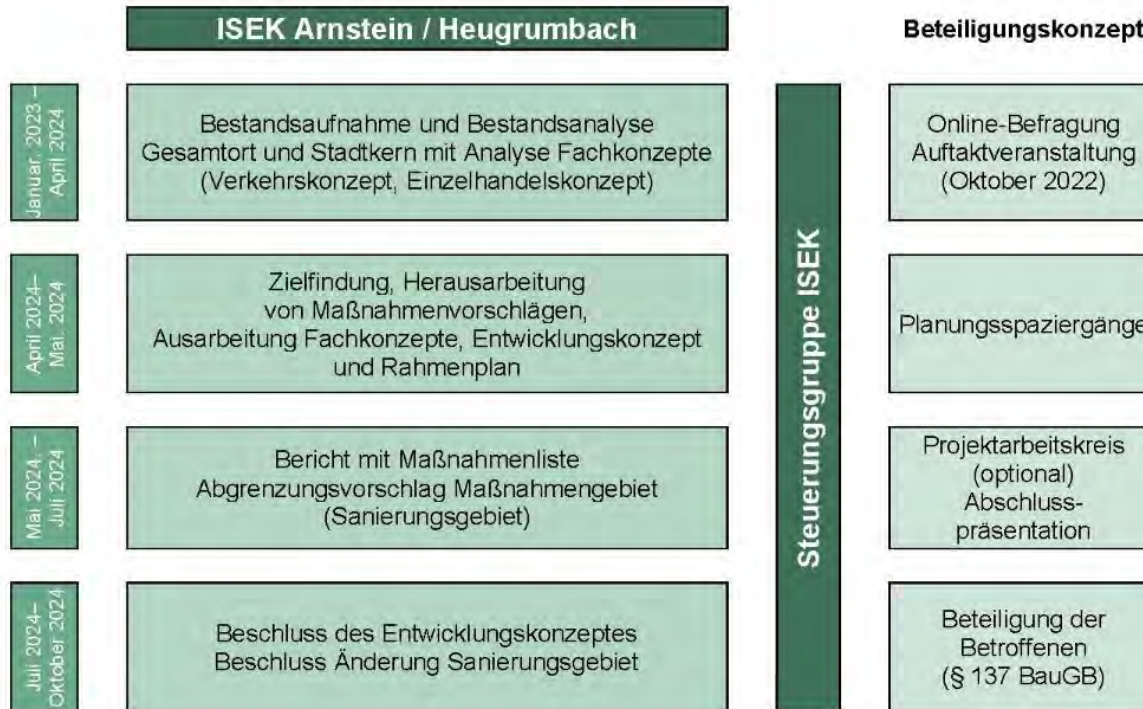 ISEK Arnstein / Heugrumbach
Beteiligungskonzept
Januar. 2023 –
April 2024
Bestandsaufnahme und Bestandsanalyse
Gesamtort und Stadtkern mit Analyse Fachkonzepte
(Verkehrskonzept, Einzelhandelskonzept)
Online-Befragung
Auftaktveranstaltung
(Oktober 2022)
April 2024–
Mai. 2024
Zielfindung, Herausarbeitung
von Maßnahmenvorschlägen,
Ausarbeitung Fachkonzepte, Entwicklungskonzept
und Rahmenplan
Steuerungsgruppe ISEK
Planungsspaziergänge
Mai 2024. –
Juli 2024
Bericht mit Maßnahmenliste
Abgrenzungsvorschlag Maßnahmengebiet
(Sanierungsgebiet)
Projektarbeitskreis
(optional)
Abschluss-
präsentation
Juli 2024–
Oktober 2024
Beschluss des Entwicklungskonzeptes
Beschluss Änderung Sanierungsgebiet
Beteiligung der
Betroffenen
(§ 137 BauGB)